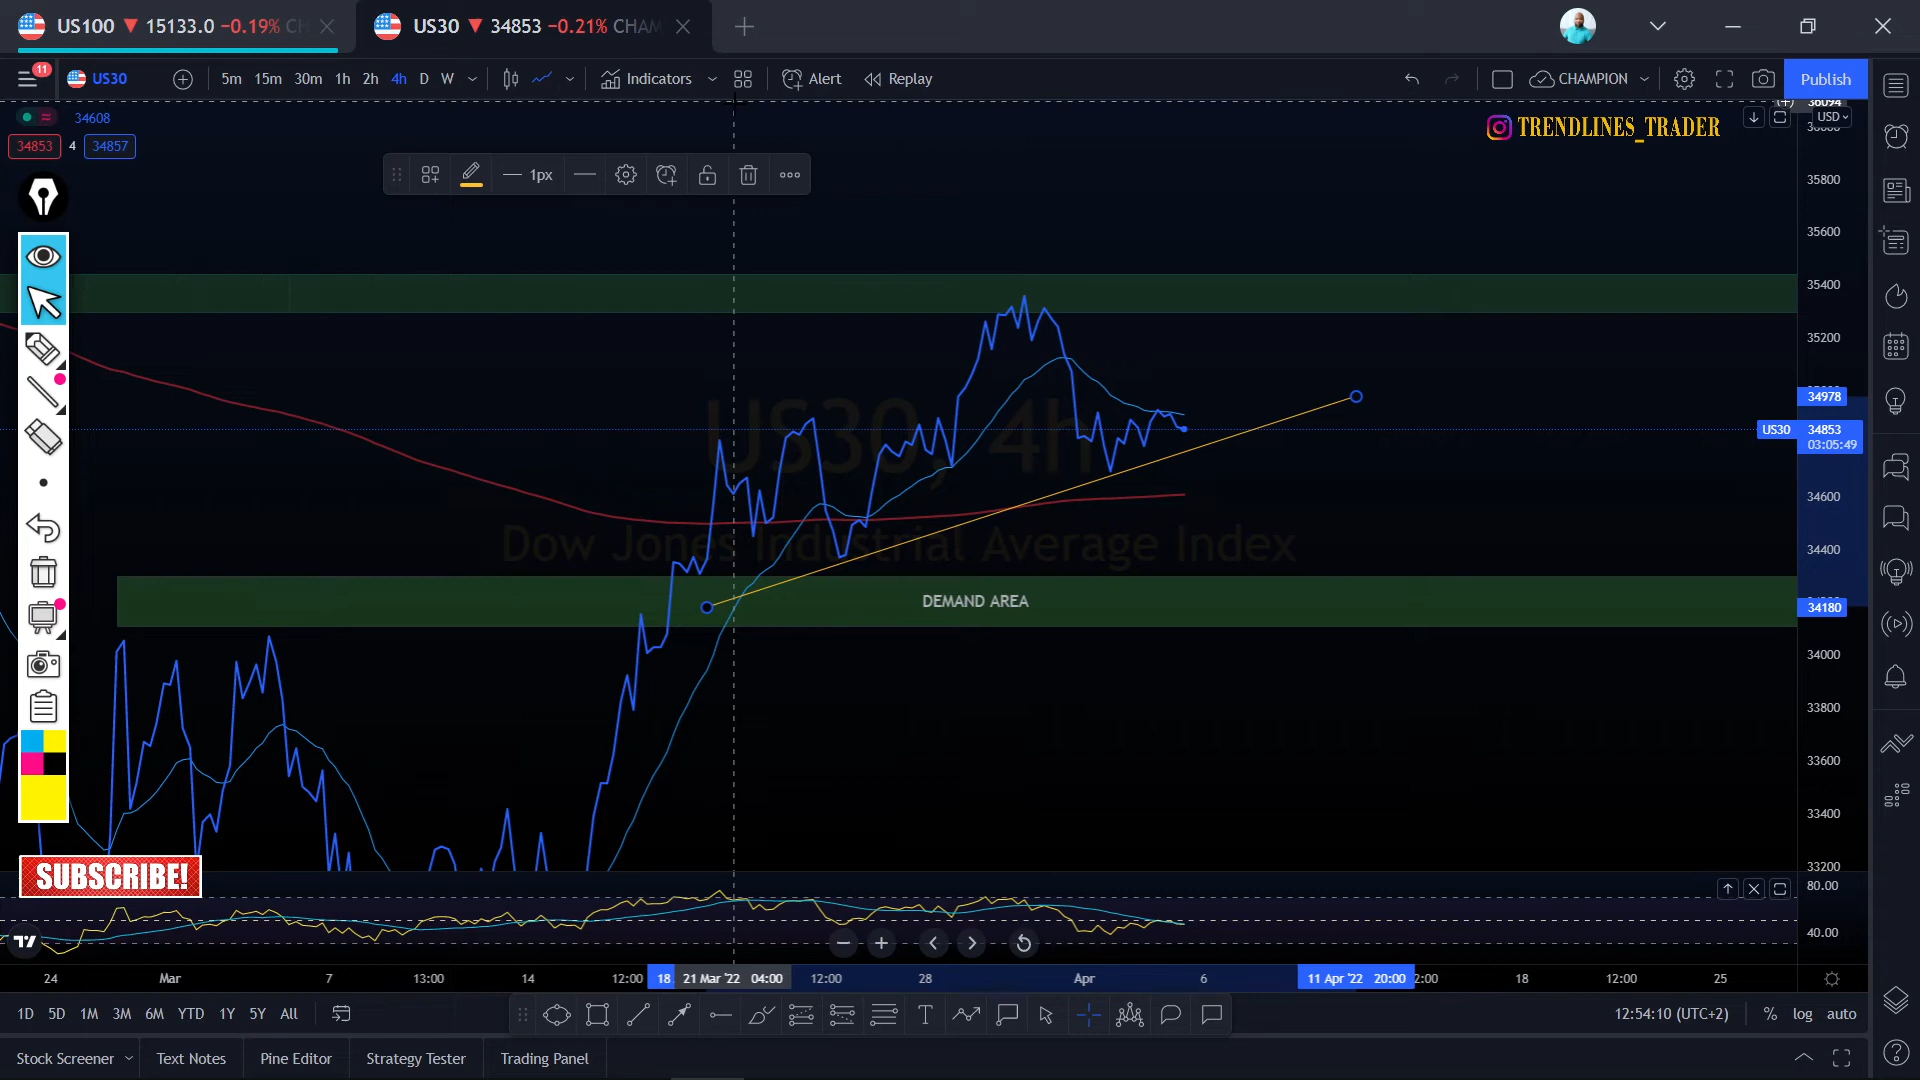 US100 ▼ 15133.0 −0.19% CH
US30 ▼ 34853 −0.21% CHAM
11
US30
5m 15m 30m 1h 2h 4h D W
Indicators
Alert
Replay
CHAMPION
Publish
34608
34853 4 34857
1px
TRENDLINES_TRADER
36094
USD
35800
35600
35400
35200
34978
US30 34853
03:05:49
34600
34400
34180
34000
33800
33600
33400
33200
US30, 4h
Dow Jones Industrial Average Index
DEMAND AREA
SUBSCRIBE!
80.00
40.00
24 Mar 7 13:00 14 12:00 18 21 Mar '22 04:00 12:00 28 Apr 6 11 Apr '22 20:00 2:00 18 12:00 25
1D 5D 1M 3M 6M YTD 1Y 5Y All
12:54:10 (UTC+2) % log auto
Stock Screener Text Notes Pine Editor Strategy Tester Trading Panel